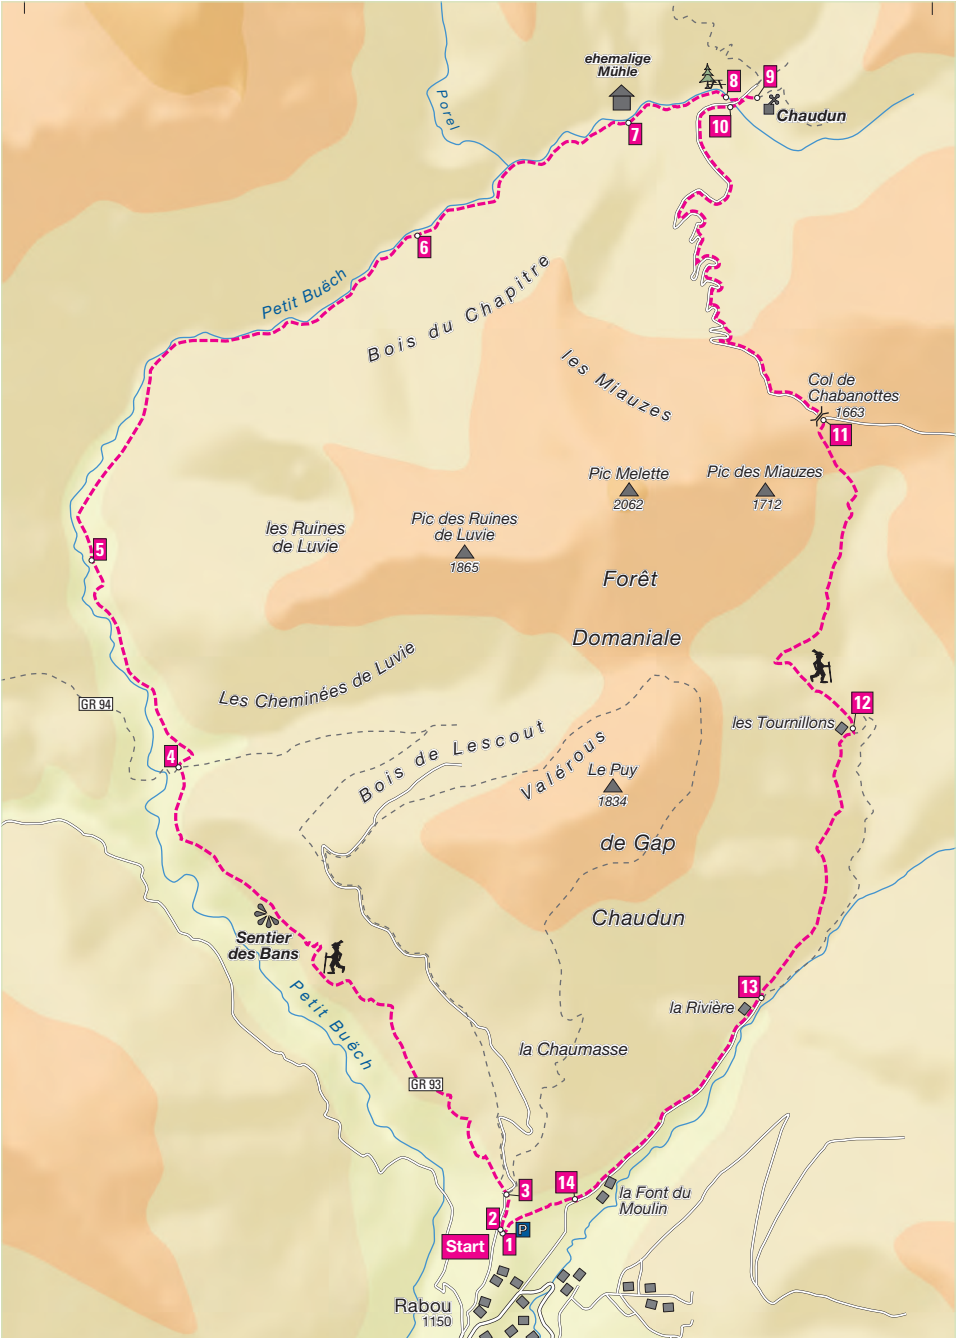 ehemalige
Mühle
8
9
Porel
Chaudun
10
7
6
Petit Buëch
Bois du Chapitre
les Miauzes
Col de
Chabanottes
1663
11
Pic Melette
2062
Pic des Miauzes
1712
les Ruines
de Luvie
Pic des Ruines
de Luvie
1865
5
Forêt
Domaniale
Les Cheminées de Luvie
GR 94
12
les Tournillons
4
Bois de Lescout
Valérous
Le Puy
1834
de Gap
Chaudun
Sentier
des Bans
Petit Buëch
13
la Rivière
la Chaumasse
GR 93
3
14
la Font du
Moulin
2
P
Start
1
Rabou
1150